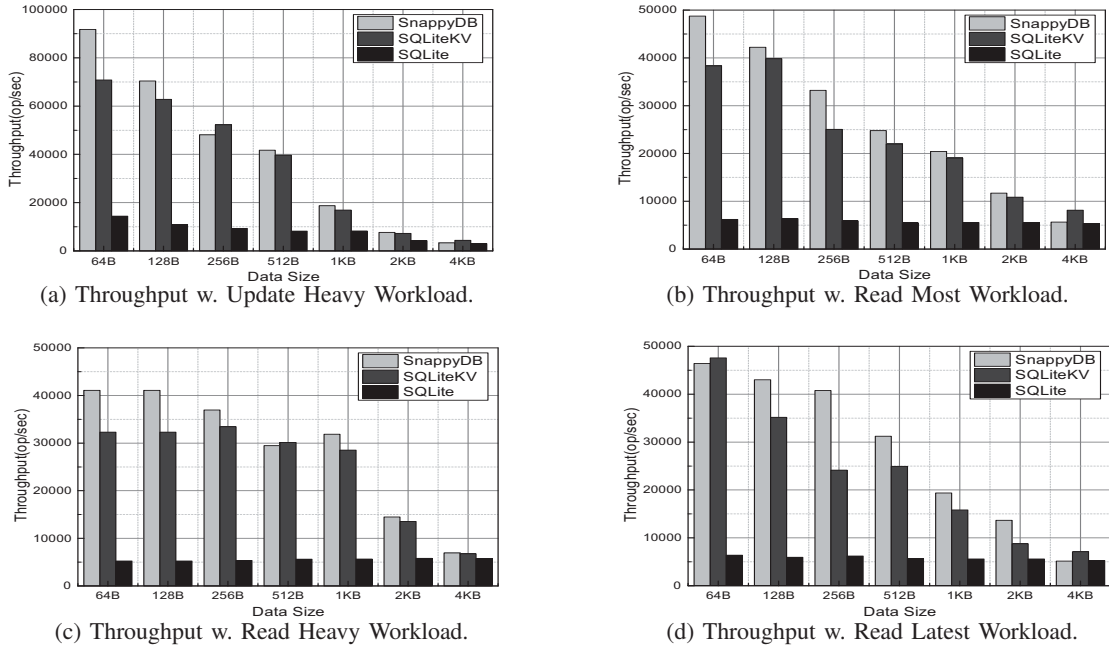 100000
80000
60000
40000
20000
0
Throughput(op/sec)
SnappyDB
SQLiteKV
SQLite
64B 128B 256B 512B 1KB 2KB 4KB
Data Size
(a) Throughput w. Update Heavy Workload.
50000
40000
30000
20000
10000
0
Throughput(op/sec)
SnappyDB
SQLiteKV
SQLite
64B 128B 256B 512B 1KB 2KB 4KB
Data Size
(b) Throughput w. Read Most Workload.
50000
40000
30000
20000
10000
0
Throughput(op/sec)
SnappyDB
SQLiteKV
SQLite
64B 128B 256B 512B 1KB 2KB 4KB
Data Size
(c) Throughput w. Read Heavy Workload.
50000
40000
30000
20000
10000
0
Throughput(op/sec)
SnappyDB
SQLiteKV
SQLite
64B 128B 256B 512B 1KB 2KB 4KB
Data Size
(d) Throughput w. Read Latest Workload.